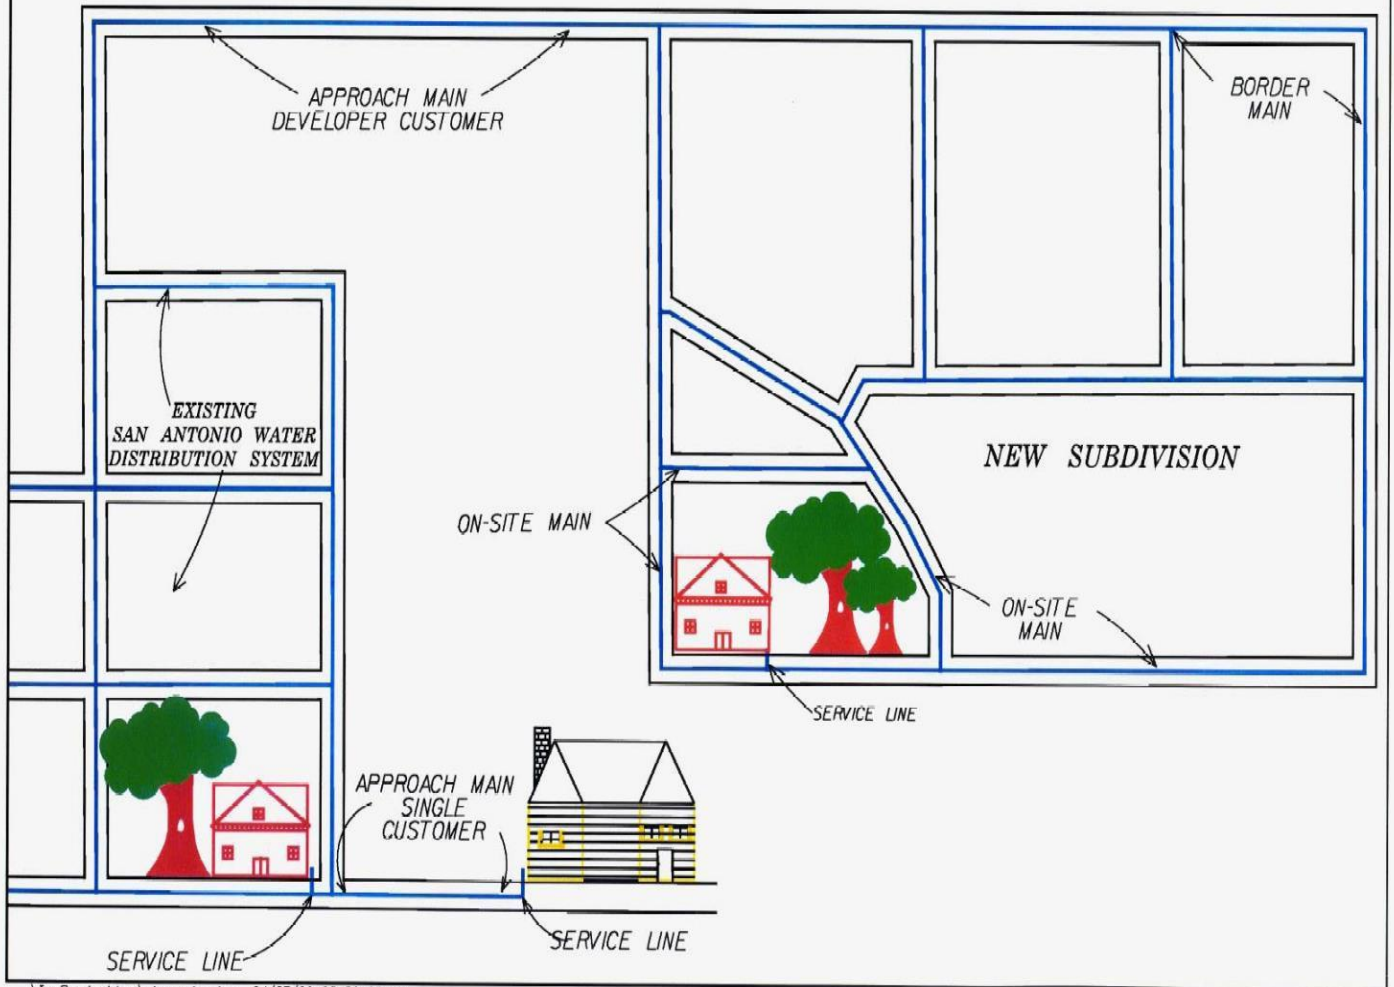 APPROACH MAIN
DEVELOPER CUSTOMER
BORDER
MAIN
EXISTING
SAN ANTONIO WATER
DISTRIBUTION SYSTEM
NEW SUBDIVISION
ON-SITE MAIN
ON-SITE
MAIN
SERVICE LINE
APPROACH MAIN
SINGLE
CUSTOMER
SERVICE LINE
SERVICE LINE